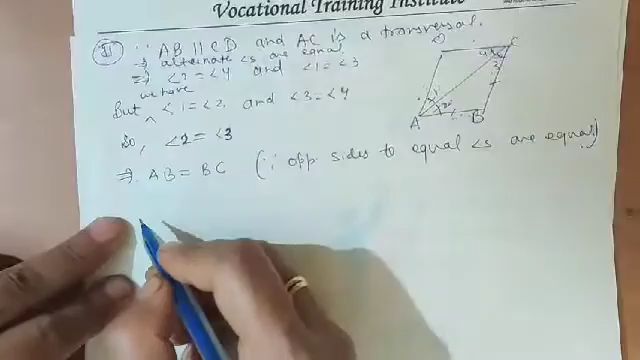 Vocational Training Institute
II ∵ AB || CD and AC is a transversal.
⇒ alternate ∠s are equal
⇒ ∠2 = ∠4 and ∠1 = ∠3
we have
But ^ ∠1 = ∠2 and ∠3 = ∠4
So, ∠2 = ∠3
⇒ AB = BC (∵ opp. sides to equal ∠s are equal)
D C
A B